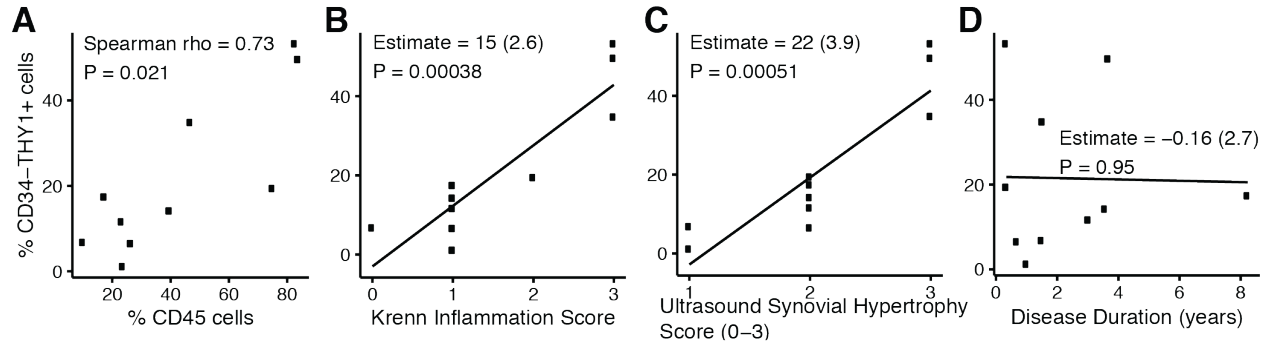 A
Spearman rho = 0.73
P = 0.021
% CD34−THY1+ cells
40
20
0
20 40 60 80
% CD45 cells
B
Estimate = 15 (2.6)
P = 0.00038
40
20
0
0 1 2 3
Krenn Inflammation Score
C
Estimate = 22 (3.9)
P = 0.00051
40
20
0
1 2 3
Ultrasound Synovial Hypertrophy
Score (0−3)
D
40
Estimate = −0.16 (2.7)
P = 0.95
20
0
0 2 4 6 8
Disease Duration (years)